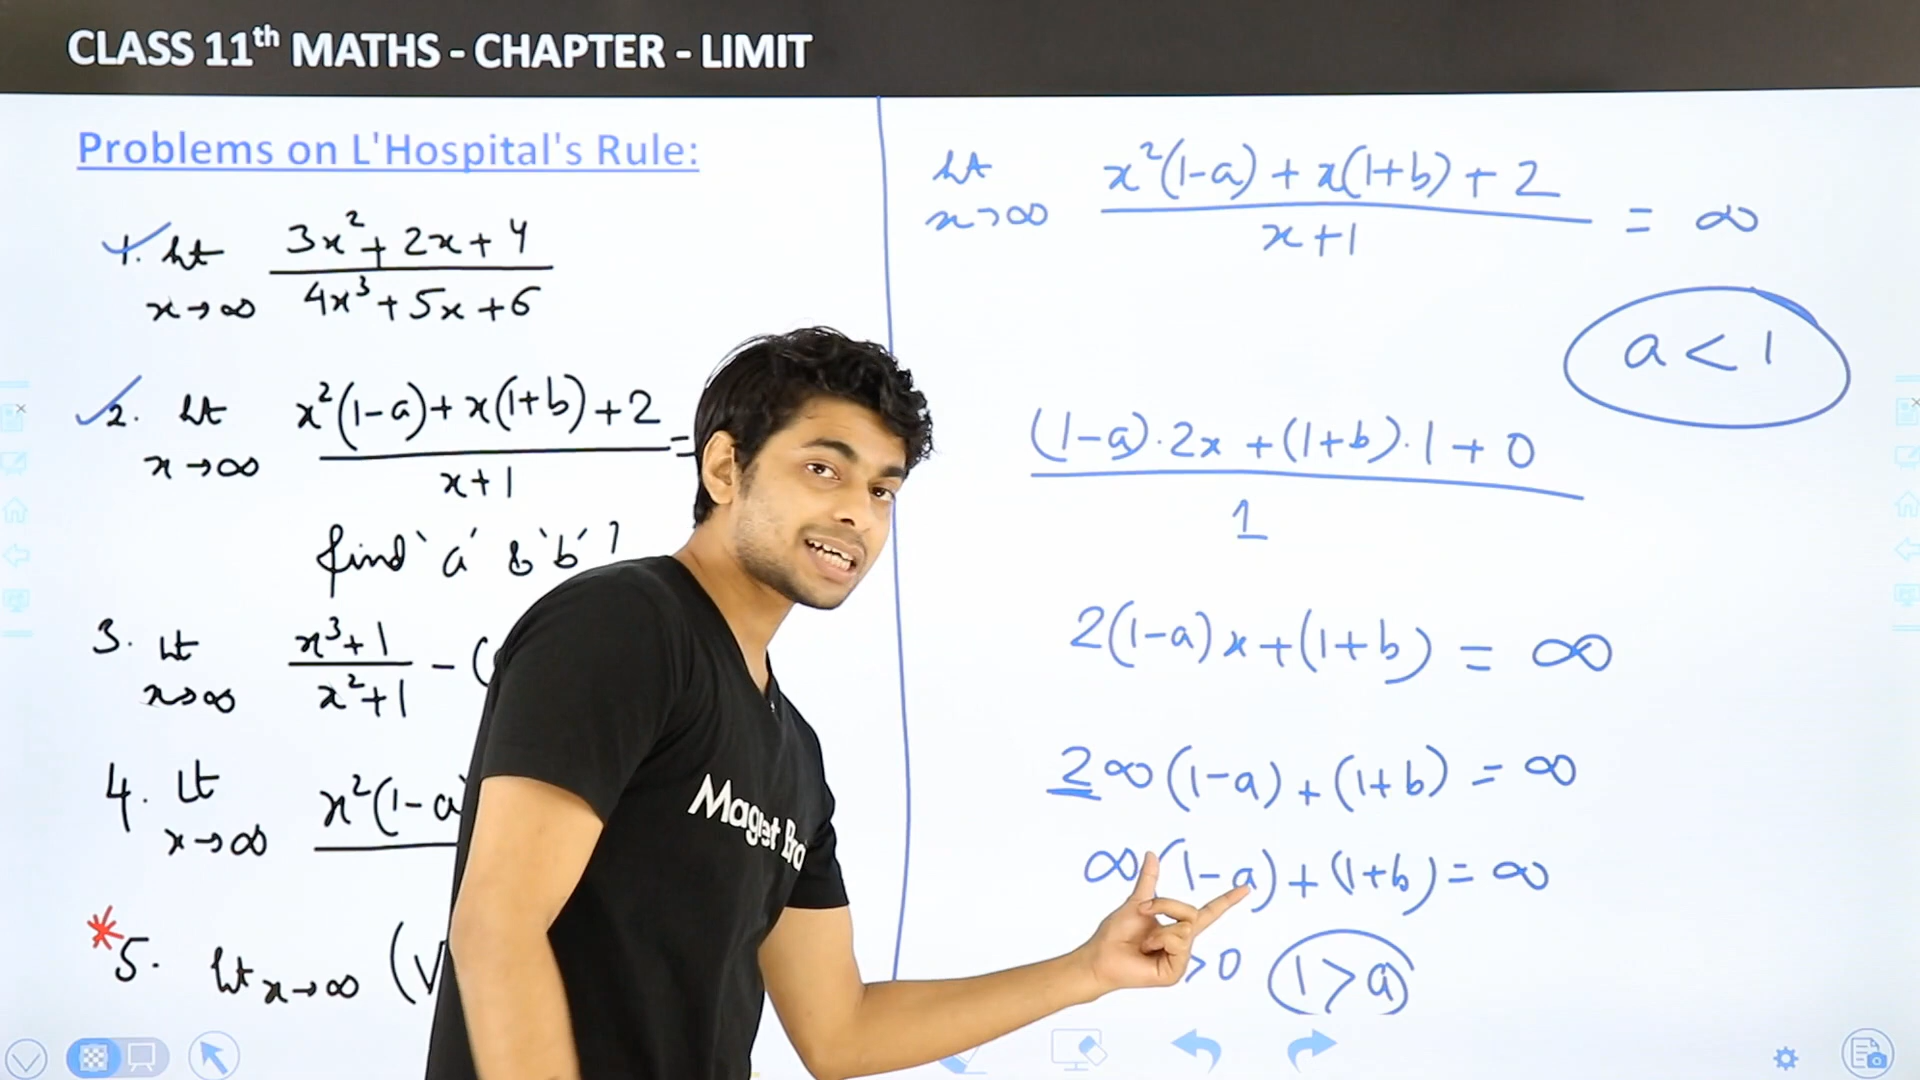 CLASS 11th MATHS - CHAPTER - LIMIT
Problems on L'Hospital's Rule:
1. Lt x→∞ (3x² + 2x + 4)/(4x³ + 5x + 6)
2. Lt x→∞ (x²(1-a) + x(1+b) + 2)/(x+1) =
find 'a' & 'b' ?
3. Lt x→∞ (x³+1)/(x²+1) - (
4. Lt x→∞ x²(1-a
* 5. Lt x→∞ (√
Lt x→∞ (x²(1-a) + x(1+b) + 2)/(x+1) = ∞
a < 1
((1-a)·2x + (1+b)·1 + 0)/1
2(1-a)x + (1+b) = ∞
2∞(1-a) + (1+b) = ∞
∞(1-a) + (1+b) = ∞
>0 1>a
Magnet Bra